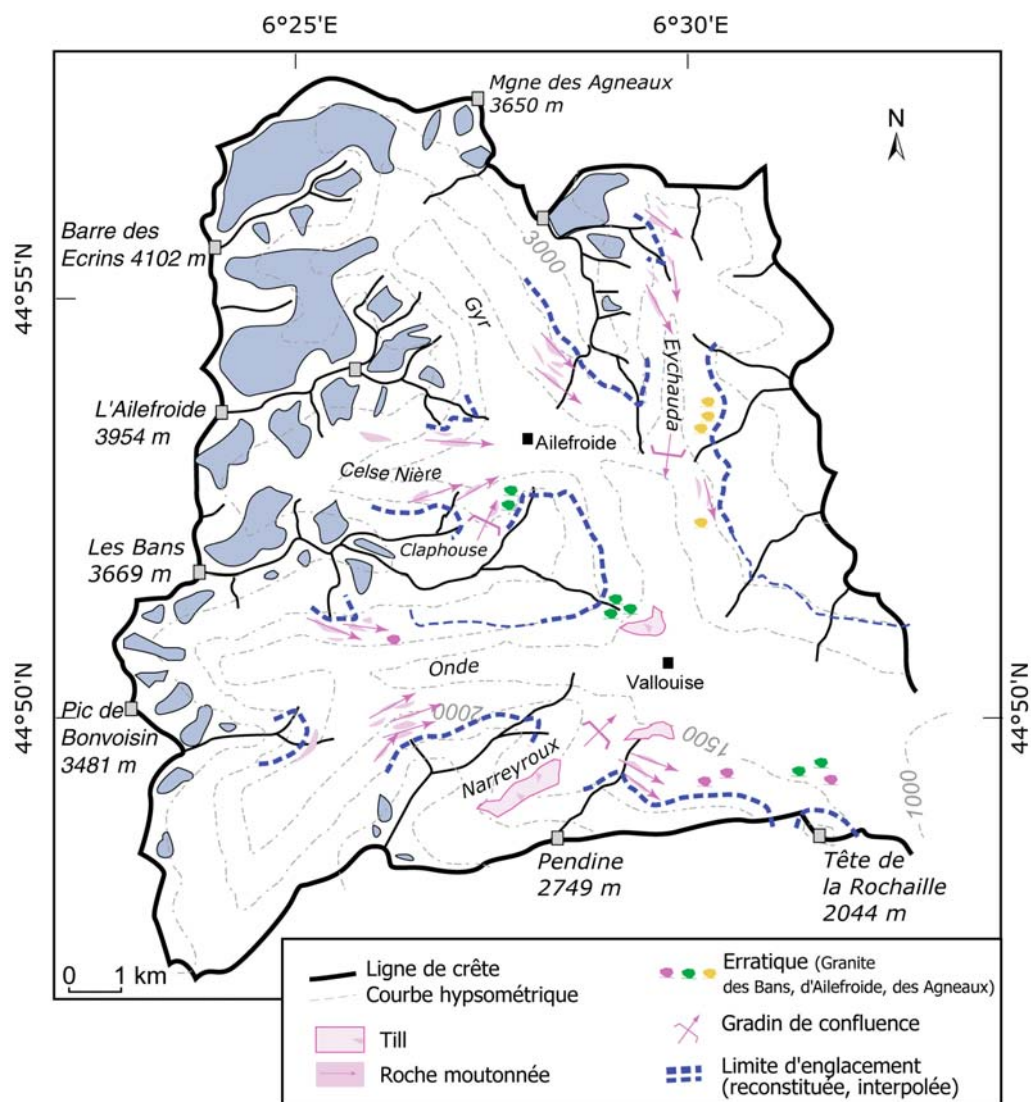 6°25'E
6°30'E
Mgne des Agneaux
3650 m
N
Barre des
Ecrins 4102 m
3000
44°55'N
44°55'N
Gyr
Eychauda
L'Ailefroide
3954 m
Ailefroide
Celse Nière
Les Bans
3669 m
Claphouse
Onde
Vallouise
44°50'N
44°50'N
Pic de
Bonvoisin
3481 m
2000
1500
1000
Narreyroux
Pendine
2749 m
Tête de
la Rochaille
2044 m
0 1 km
Ligne de crête
Courbe hypsométrique
Till
Roche moutonnée
Erratique (Granite
des Bans, d'Ailefroide, des Agneaux)
Gradin de confluence
Limite d'englacement
(reconstituée, interpolée)